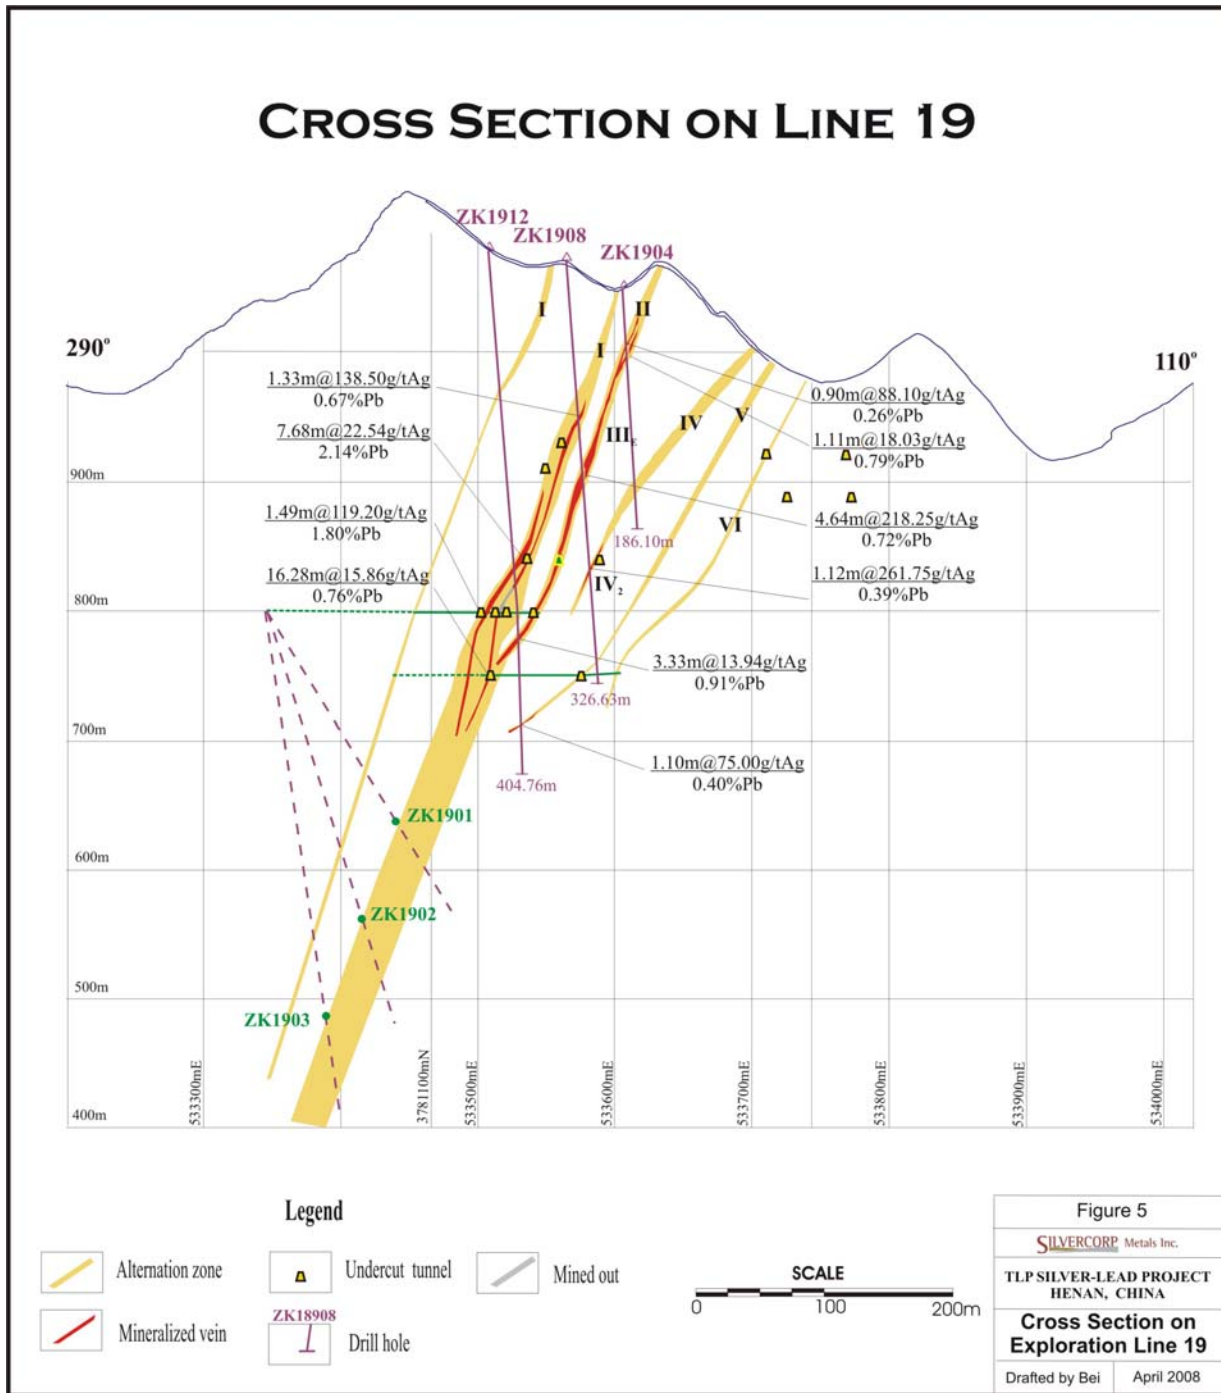 CROSS SECTION ON LINE 19
ZK1912
ZK1908
ZK1904
290°
110°
I
I
II
III
IV
V
VI
IV2
1.33m@138.50g/tAg
0.67%Pb
7.68m@22.54g/tAg
2.14%Pb
1.49m@119.20g/tAg
1.80%Pb
16.28m@15.86g/tAg
0.76%Pb
0.90m@88.10g/tAg
0.26%Pb
1.11m@18.03g/tAg
0.79%Pb
4.64m@218.25g/tAg
0.72%Pb
1.12m@261.75g/tAg
0.39%Pb
3.33m@13.94g/tAg
0.91%Pb
1.10m@75.00g/tAg
0.40%Pb
186.10m
326.63m
404.76m
900m
800m
700m
600m
500m
400m
ZK1901
ZK1902
ZK1903
533300mE
3781100mN
533500mE
533600mE
533700mE
533800mE
533900mE
534000mE
Legend
Alternation zone
Undercut tunnel
Mined out
Mineralized vein
ZK18908
Drill hole
SCALE
0 100 200m
Figure 5
SILVERCORP Metals Inc.
TLP SILVER-LEAD PROJECT
HENAN, CHINA
Cross Section on
Exploration Line 19
Drafted by Bei April 2008